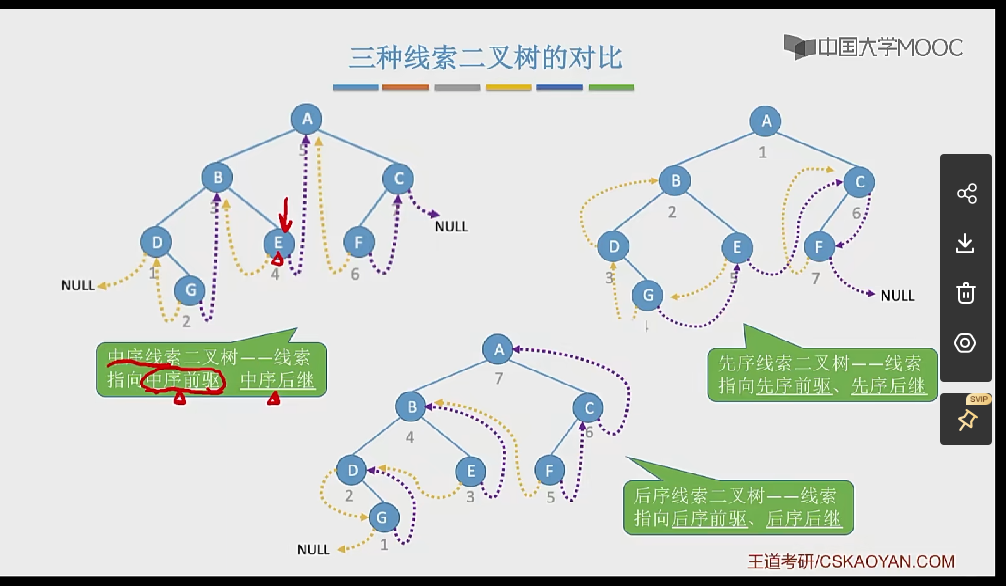 三种线索二叉树的对比
中国大学MOOC
A
5
B
3
C
NULL
D
1
E
4
F
6
NULL
G
2
中序线索二叉树——线索
指向中序前驱、中序后继
A
1
B
2
C
6
D
3
E
5
F
7
G
NULL
先序线索二叉树——线索
指向先序前驱、先序后继
A
7
B
4
C
6
D
2
E
3
F
5
G
1
NULL
后序线索二叉树——线索
指向后序前驱、后序后继
王道考研/CSKAOYAN.COM
SVIP